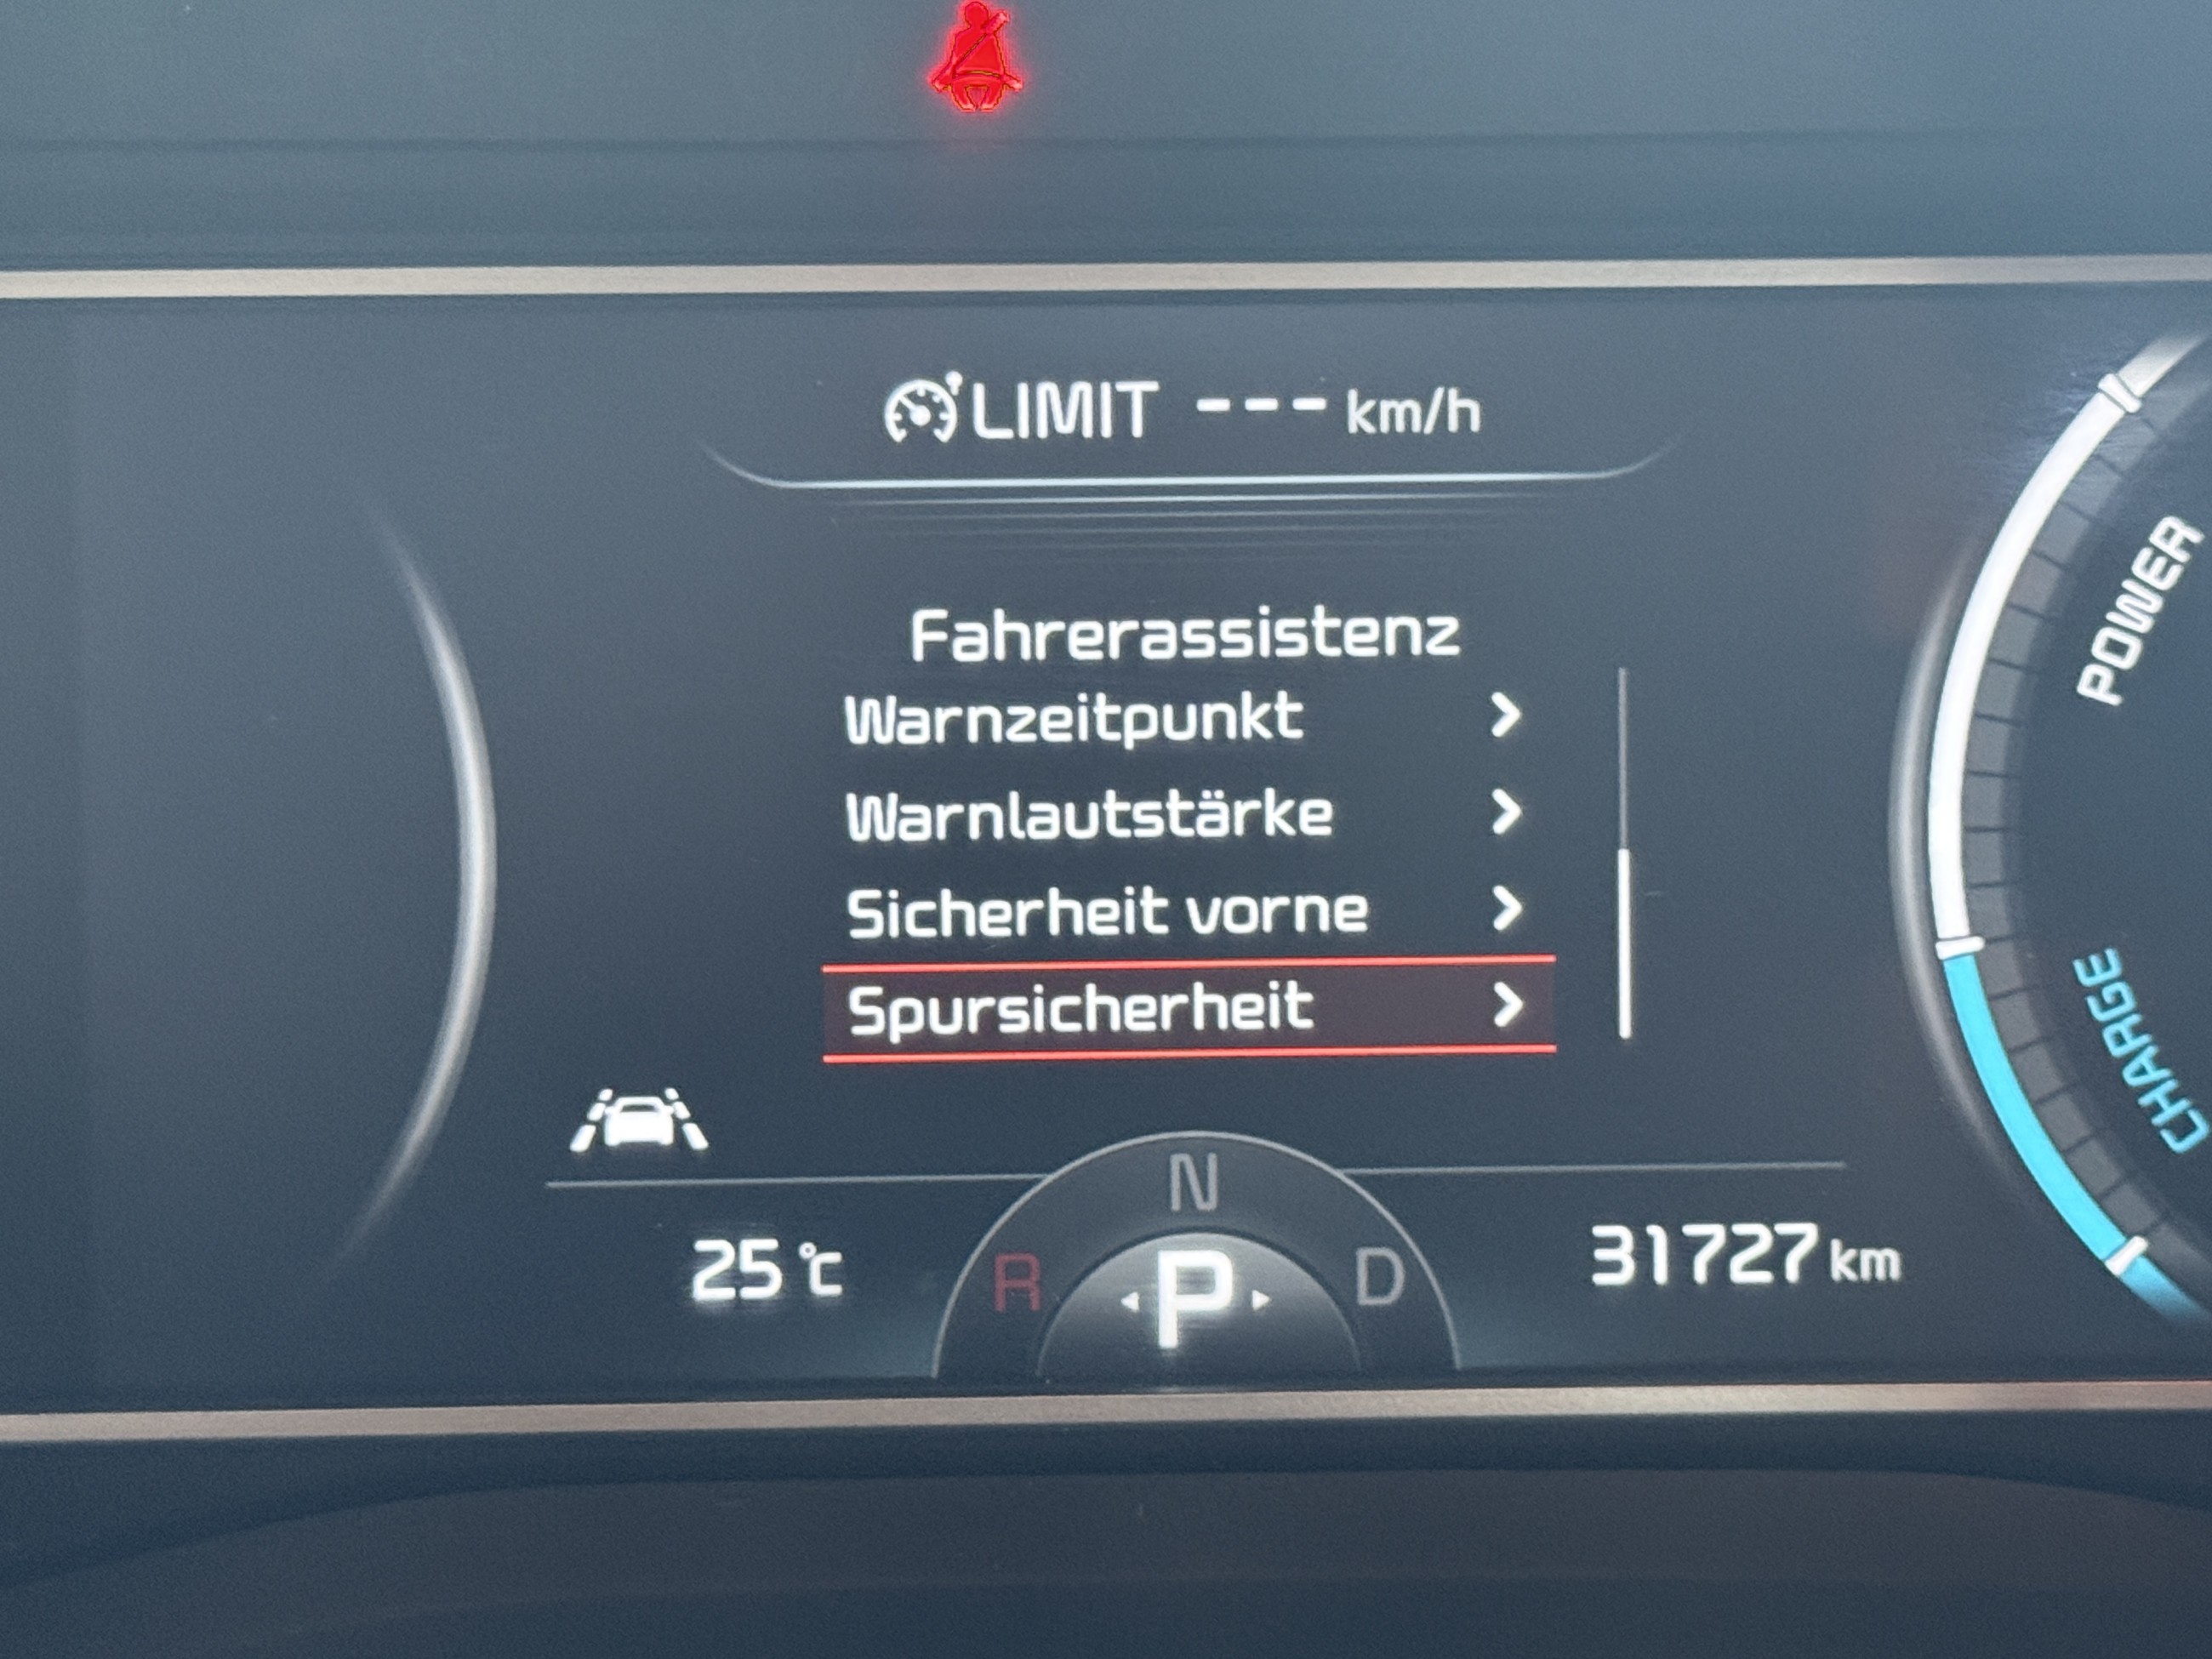 LIMIT --- km/h
Fahrerassistenz
Warnzeitpunkt
Warnlautstärke
Sicherheit vorne
Spursicherheit
POWER
CHARGE
N
R P D
25 °C
31727 km